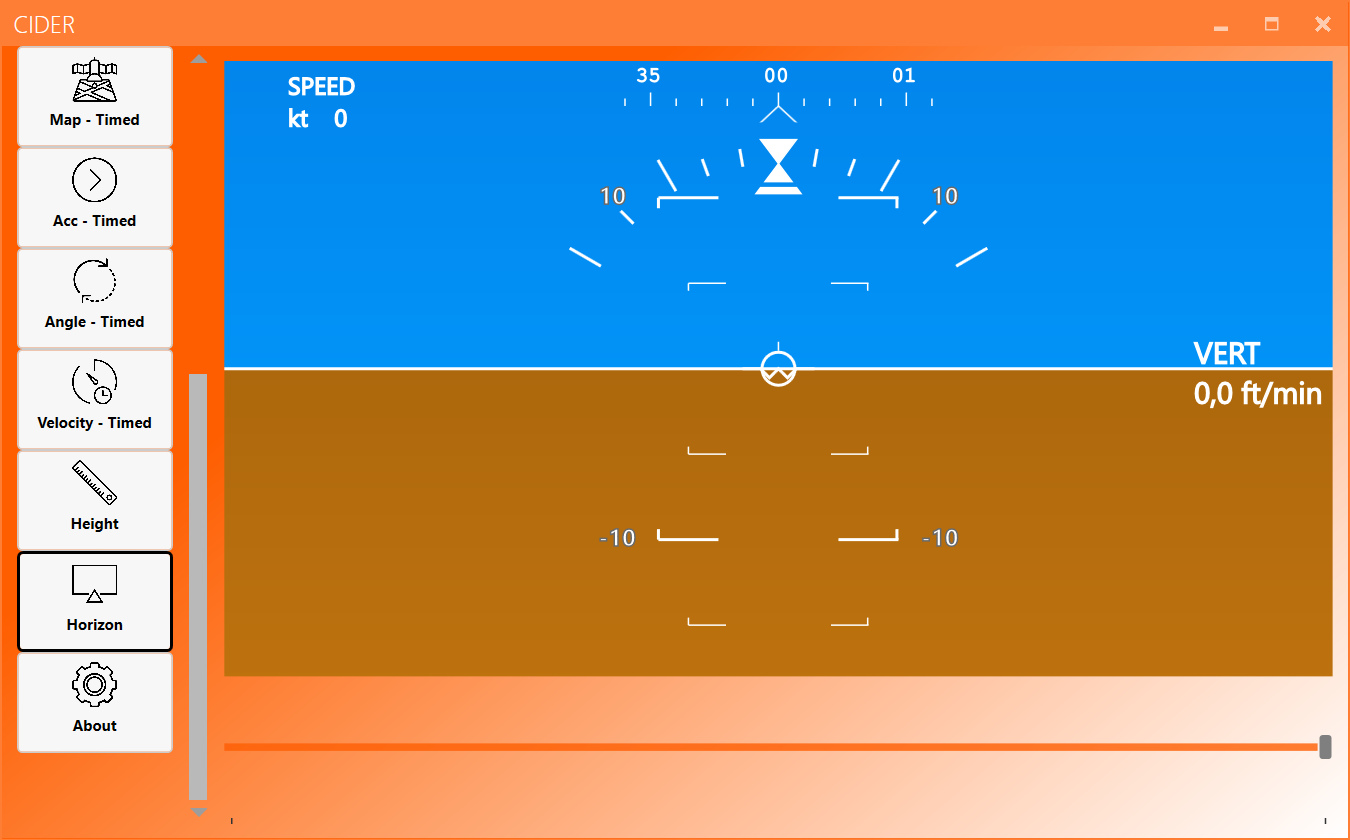 CIDER
Map - Timed
Acc - Timed
Angle - Timed
Velocity - Timed
Height
Horizon
About
SPEED
kt 0
35 00 01
10 10
VERT
0,0 ft/min
-10 -10